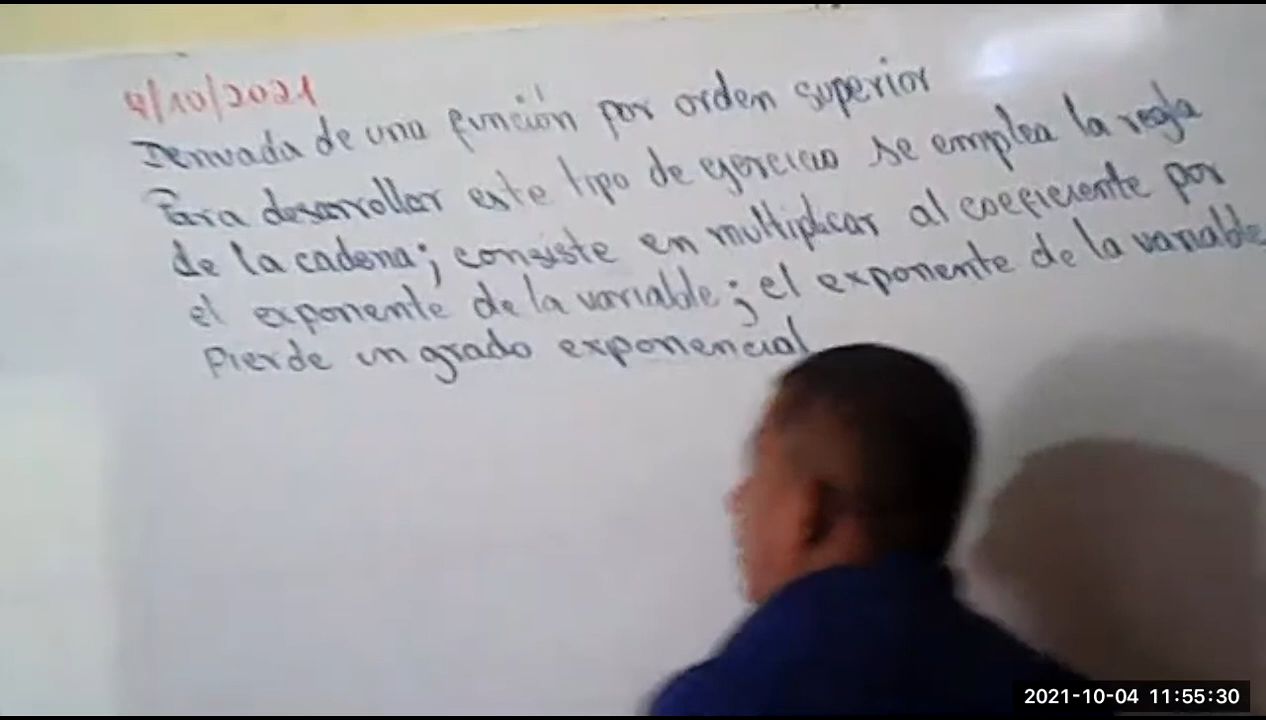 4/10/2021
Derivada de una función por orden superior
Para desarrollar este tipo de ejercicio se emplea la regla
de la cadena; consiste en multiplicar al coeficiente por
el exponente de la variable; el exponente de la variable
pierde un grado exponencial
2021-10-04 11:55:30